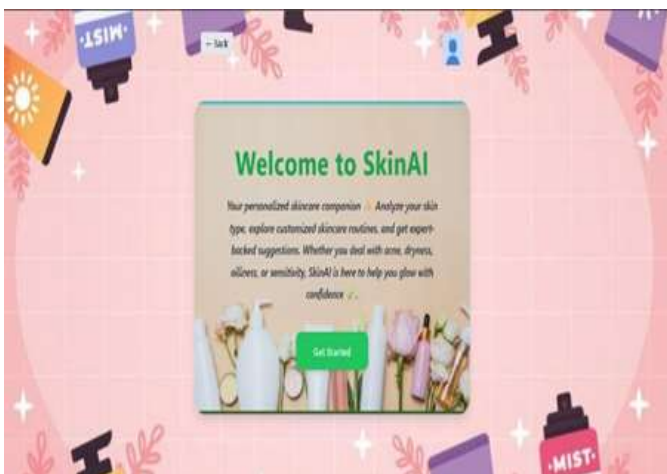 ·MIST·
← Back
Welcome to SkinAI
Your personalized skincare companion ✨ Analyze your skin
type, explore customized skincare routines, and get expert-
backed suggestions. Whether you deal with acne, dryness,
oiliness, or sensitivity, SkinAI is here to help you glow with
confidence 🌿.
Get Started
·MIST·